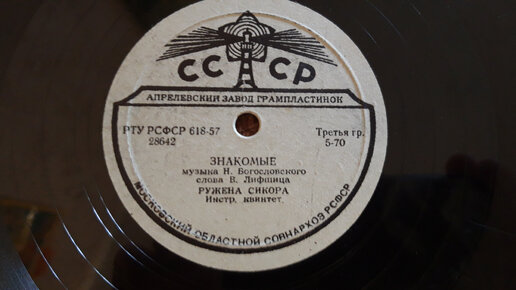 СССР
АПРЕЛЕВСКИЙ ЗАВОД ГРАМПЛАСТИНОК
РТУ РСФСР 618-57
28642
Третья гр.
5-70
ЗНАКОМЫЕ
музыка Н. Богословского
слова В. Лифшица
РУЖЕНА СИКОРА
Инстр. квинтет
МОСКОВСКИЙ ОБЛАСТНОЙ СОВНАРХОЗ РСФСР